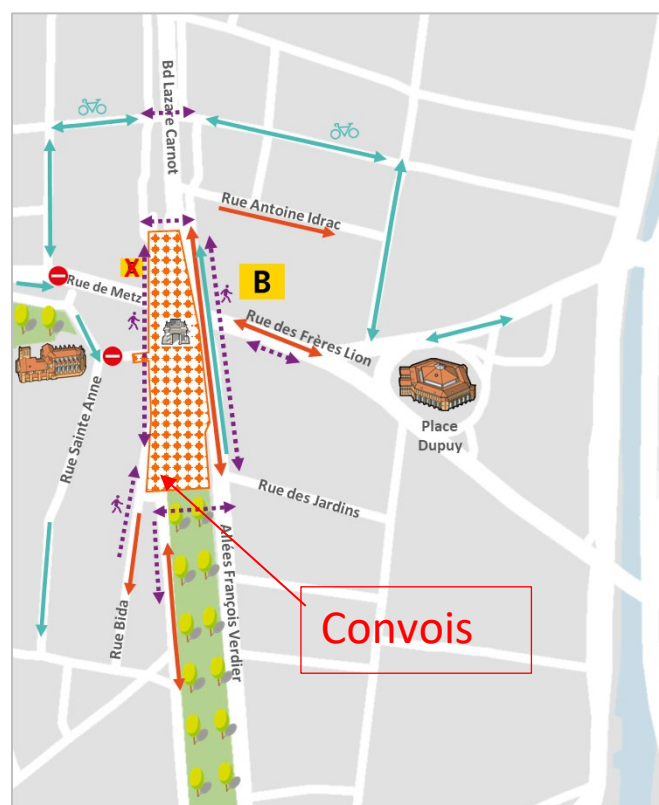 Bd Lazare Carnot
Rue Antoine Idrac
X
Rue de Metz
B
Rue des Frères Lion
Rue Sainte Anne
Place
Dupuy
Rue des Jardins
Allées François Verdier
Rue Bida
Convois